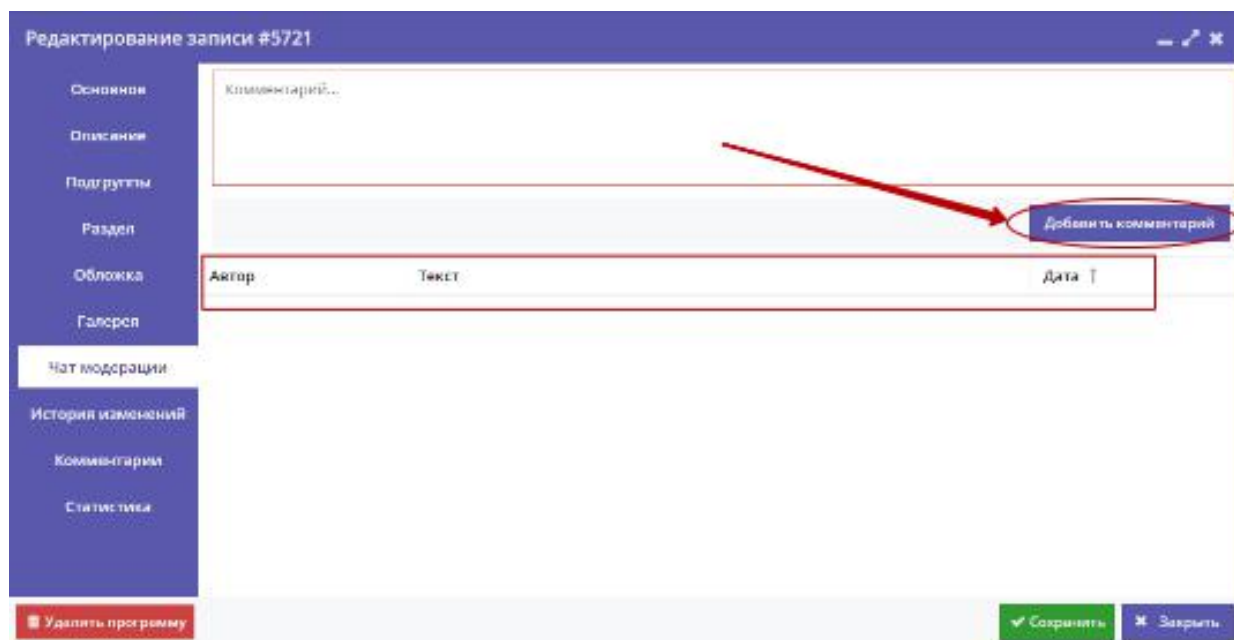 Редактирование записи #5721
Основное
Комментарий...
Описание
Подгруппы
Раздел
Добавить комментарий
Обложка
Автор Текст Дата
Галерея
Чат модерации
История изменений
Комментарии
Статистика
Удалить программу
Сохранить
Закрыть